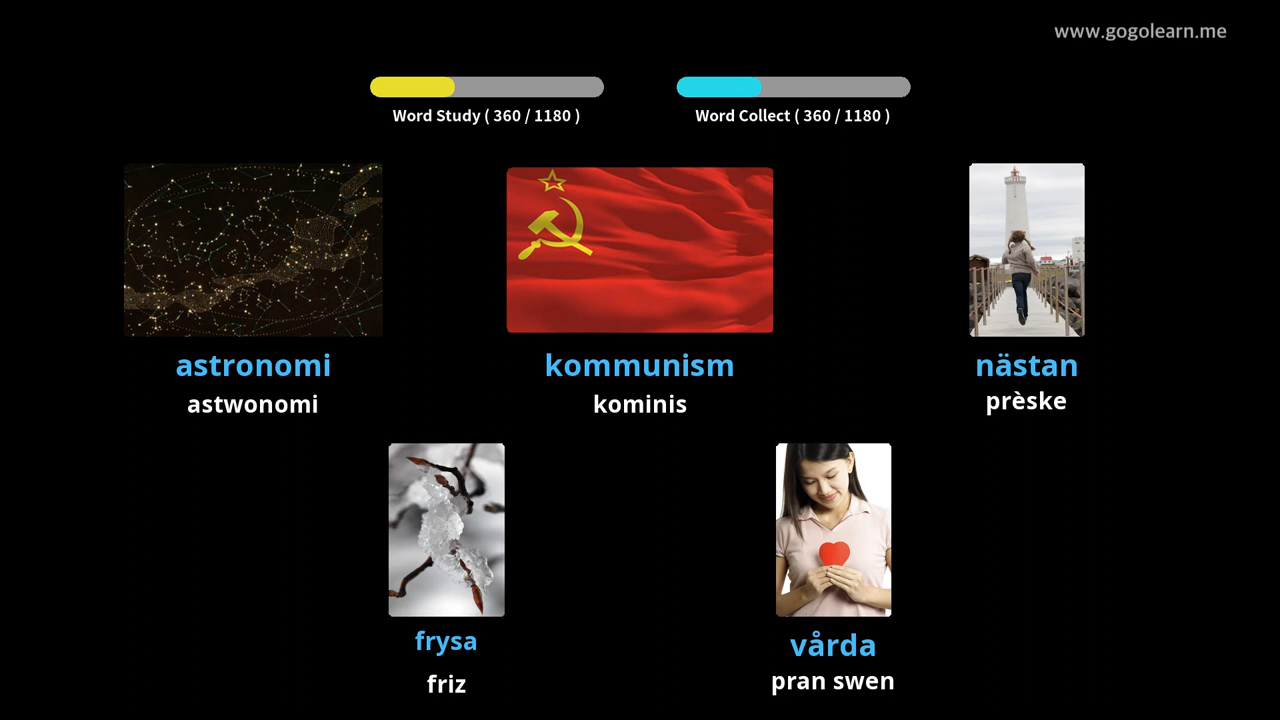 www.gogolearn.me
Word Study ( 360 / 1180 )
Word Collect ( 360 / 1180 )
astronomi
astwonomi
kommunism
kominis
nästan
prèske
frysa
friz
vårda
pran swen